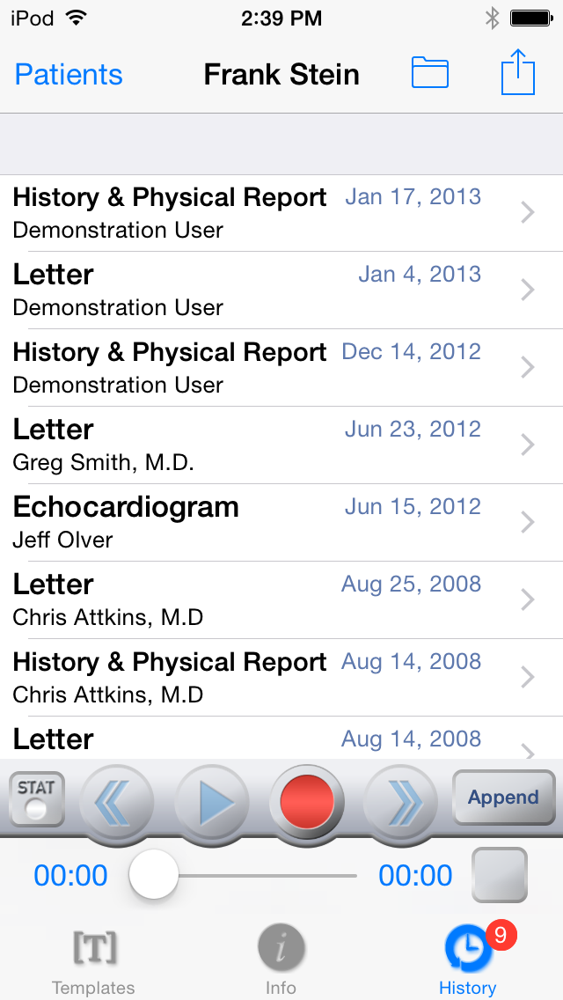 iPod 2:39 PM
Patients Frank Stein
History & Physical Report Jan 17, 2013
Demonstration User
Letter Jan 4, 2013
Demonstration User
History & Physical Report Dec 14, 2012
Demonstration User
Letter Jun 23, 2012
Greg Smith, M.D.
Echocardiogram Jun 15, 2012
Jeff Olver
Letter Aug 25, 2008
Chris Attkins, M.D
History & Physical Report Aug 14, 2008
Chris Attkins, M.D
Letter Aug 14, 2008
STAT Append
00:00 00:00
[T] i 9
Templates Info History